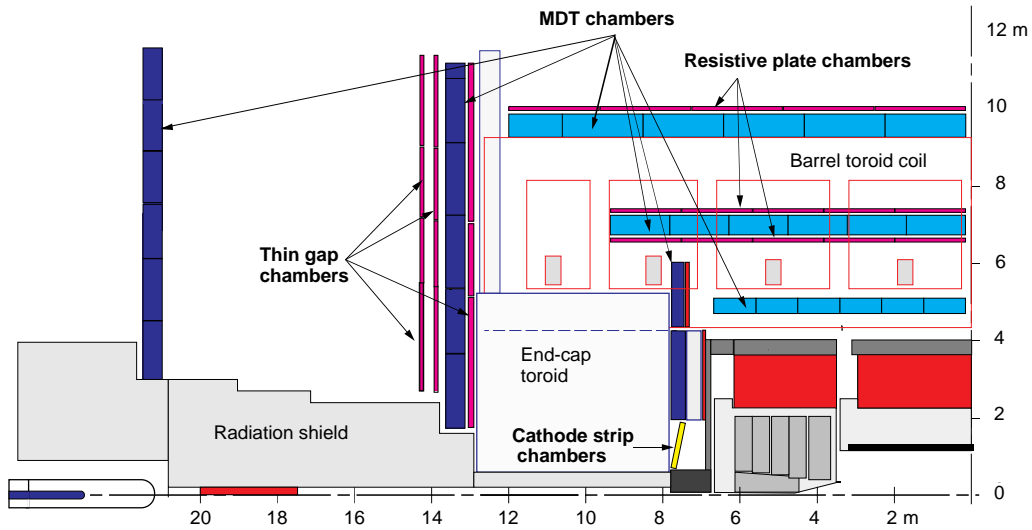 MDT chambers
12 m
Resistive plate chambers
10
Barrel toroid coil
8
Thin gap
chambers
6
End-cap
toroid
4
Radiation shield
Cathode strip
chambers
2
0
20
18
16
14
12
10
8
6
4
2 m